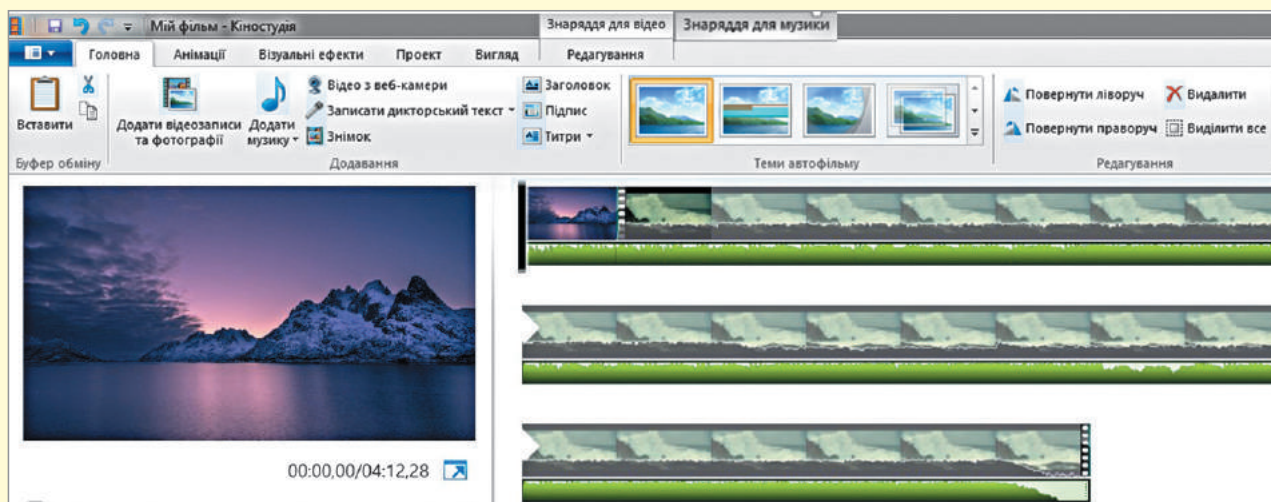 Мій фільм - Кіностудія
Знаряддя для відео
Знаряддя для музики
Головна
Анімації
Візуальні ефекти
Проект
Вигляд
Редагування
Вставити
Буфер обміну
Додати відеозаписи
та фотографії
Додати
музику
Відео з веб-камери
Записати дикторський текст
Знімок
Заголовок
Підпис
Титри
Додавання
Теми автофільму
Повернути ліворуч
Повернути праворуч
Видалити
Виділити все
Редагування
00:00,00/04:12,28